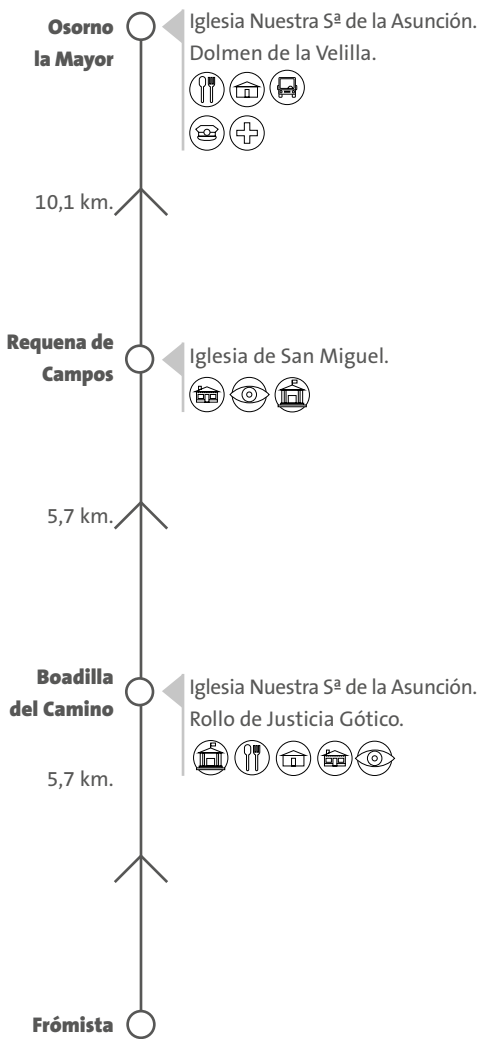 Osorno
la Mayor
Iglesia Nuestra Sª de la Asunción.
Dolmen de la Velilla.
10,1 km.
Requena de
Campos
Iglesia de San Miguel.
5,7 km.
Boadilla
del Camino
Iglesia Nuestra Sª de la Asunción.
Rollo de Justicia Gótico.
5,7 km.
Frómista